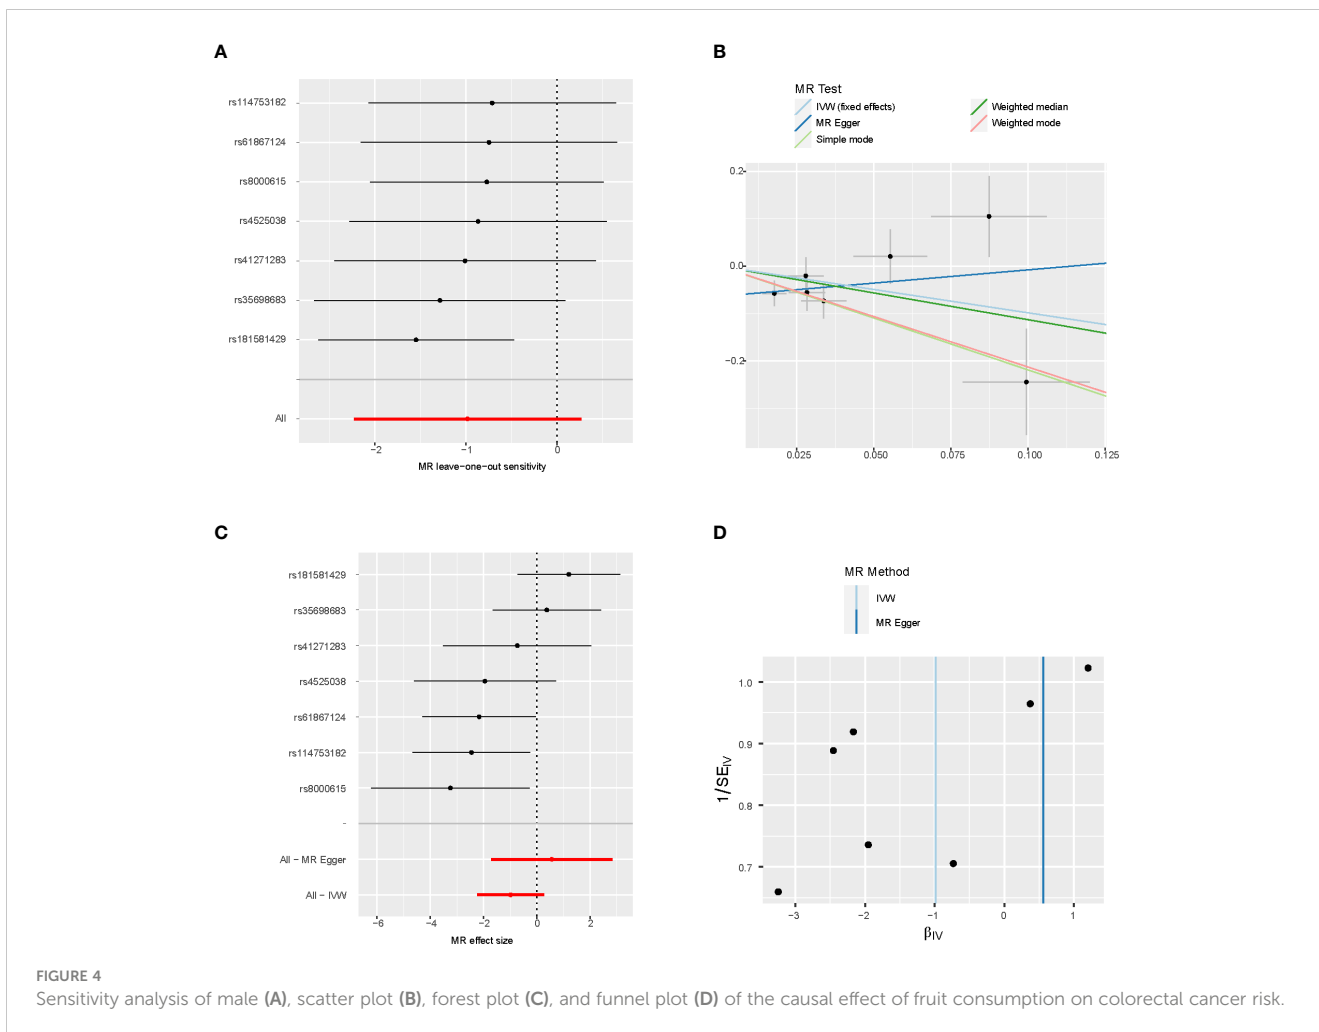 A
rs114753182
rs61867124
rs8000615
rs4525038
rs41271283
rs35698683
rs181581429
All
−2
−1
0
MR leave−one−out sensitivity
B
MR Test
IVW (fixed effects)
MR Egger
Simple mode
Weighted median
Weighted mode
0.2
0.0
−0.2
0.025
0.050
0.075
0.100
0.125
C
rs181581429
rs35698683
rs41271283
rs4525038
rs61867124
rs114753182
rs8000615
All − MR Egger
All − IVW
−6
−4
−2
0
2
MR effect size
D
MR Method
IVW
MR Egger
1/SE_IV
1.0
0.9
0.8
0.7
−3
−2
−1
0
1
β_IV
FIGURE 4
Sensitivity analysis of male (A), scatter plot (B), forest plot (C), and funnel plot (D) of the causal effect of fruit consumption on colorectal cancer risk.